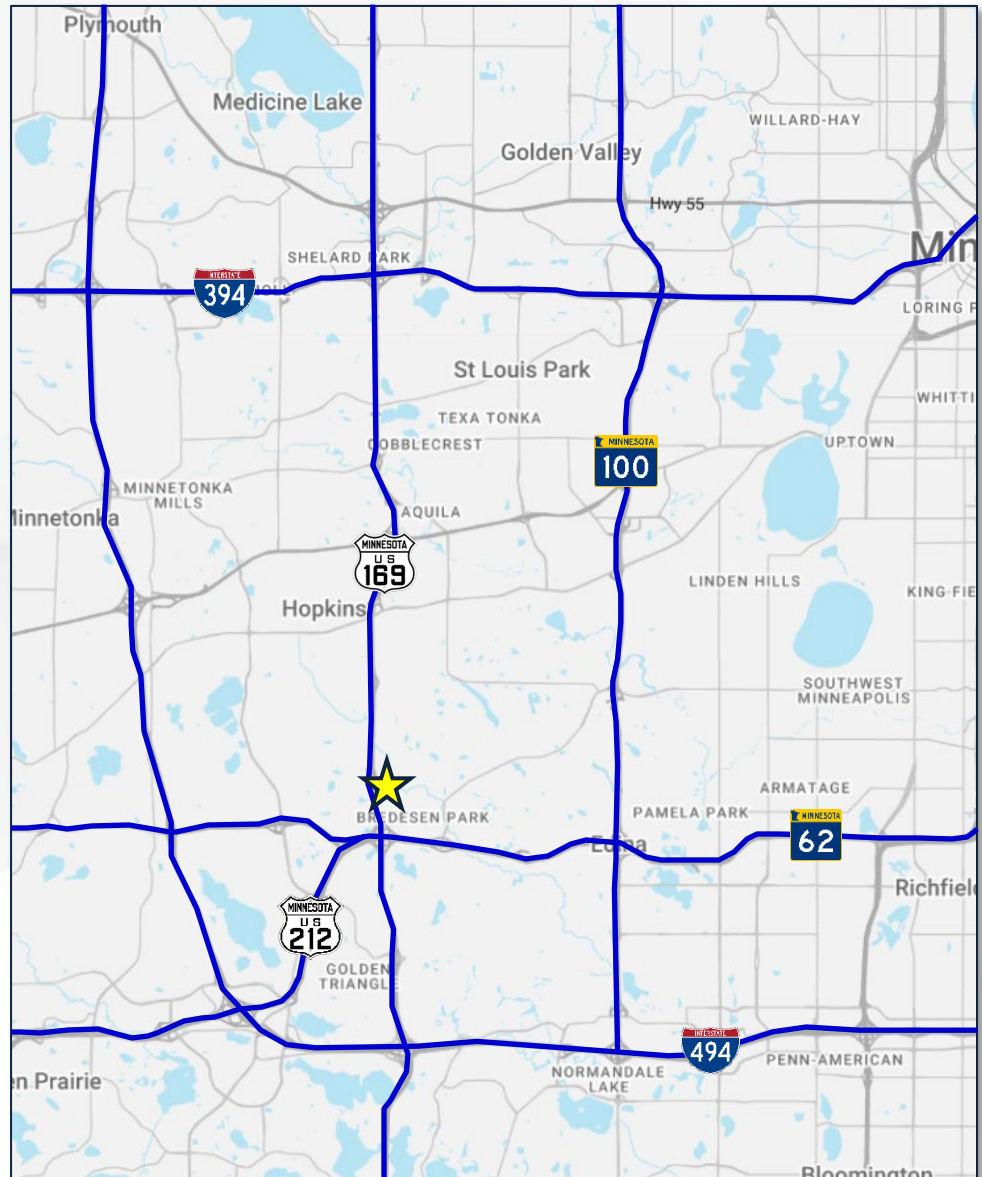 Plymouth
Medicine Lake
WILLARD-HAY
Golden Valley
Hwy 55
Min
SHELARD PARK
INTERSTATE
394
LORING P
St Louis Park
WHITTI
TEXA TONKA
MINNESOTA
100
UPTOWN
COBBLECREST
MINNETONKA
MILLS
AQUILA
Minnetonka
MINNESOTA
US
169
LINDEN HILLS
KING FIE
Hopkins
SOUTHWEST
MINNEAPOLIS
ARMATAGE
BREDESEN PARK
PAMELA PARK
MINNESOTA
62
Edina
Richfield
MINNESOTA
US
212
GOLDEN
TRIANGLE
INTERSTATE
494
PENN-AMERICAN
NORMANDALE
LAKE
en Prairie
Bloomington